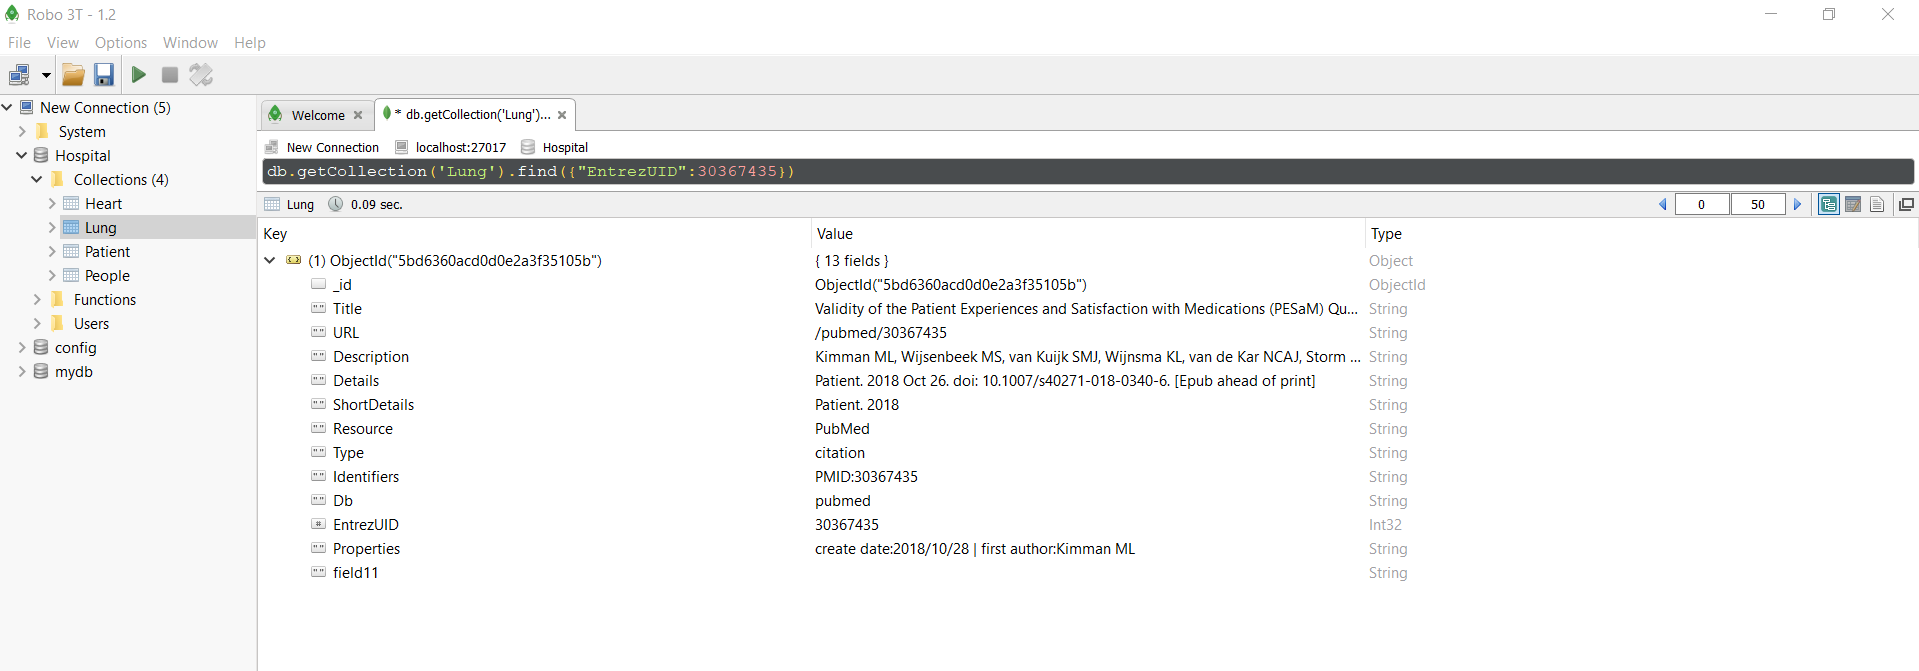 Robo 3T - 1.2
File View Options Window Help
New Connection (5)
System
Hospital
Collections (4)
Heart
Lung
Patient
People
Functions
Users
config
mydb
Welcome
* db.getCollection('Lung')...
New Connection localhost:27017 Hospital
db.getCollection('Lung').find({"EntrezUID":30367435})
Lung 0.09 sec. 0 50
Key Value Type
(1) ObjectId("5bd6360acd0d0e2a3f35105b") { 13 fields } Object
_id ObjectId("5bd6360acd0d0e2a3f35105b") ObjectId
Title Validity of the Patient Experiences and Satisfaction with Medications (PESaM) Qu... String
URL /pubmed/30367435 String
Description Kimman ML, Wijsenbeek MS, van Kuijk SMJ, Wijnsma KL, van de Kar NCAJ, Storm ... String
Details Patient. 2018 Oct 26. doi: 10.1007/s40271-018-0340-6. [Epub ahead of print] String
ShortDetails Patient. 2018 String
Resource PubMed String
Type citation String
Identifiers PMID:30367435 String
Db pubmed String
EntrezUID 30367435 Int32
Properties create date:2018/10/28 | first author:Kimman ML String
field11 String